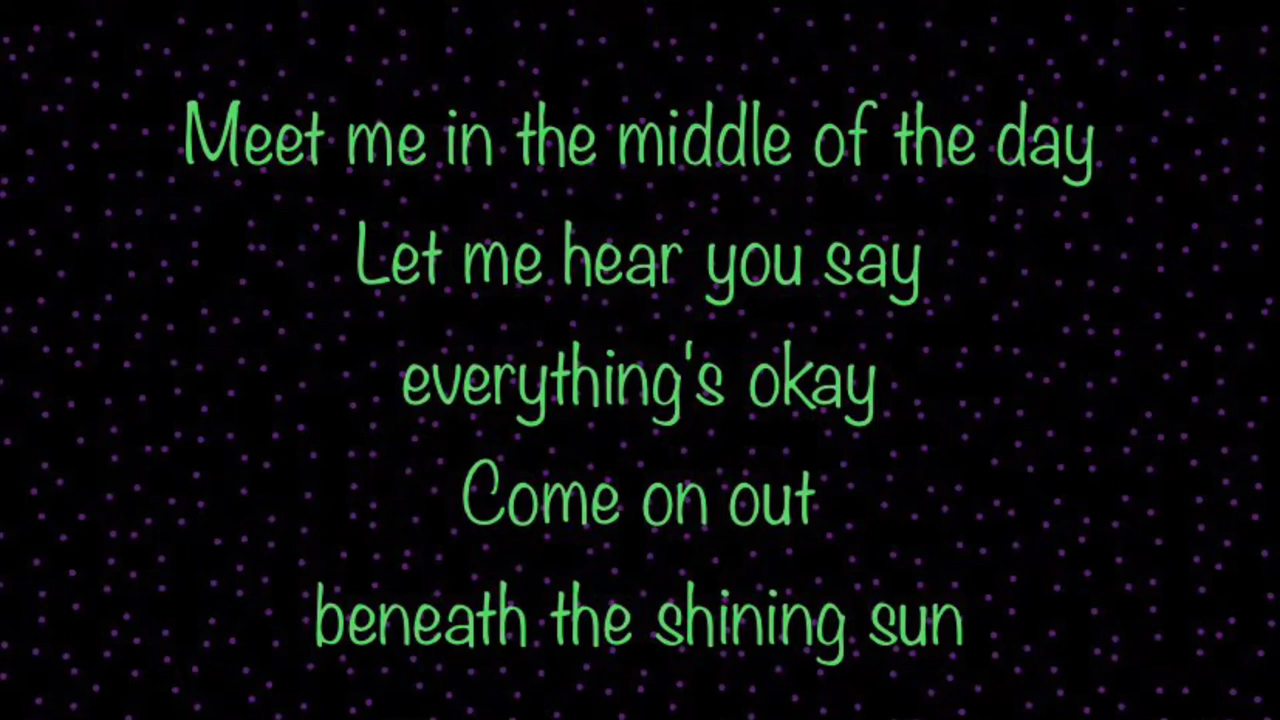 Meet me in the middle of the day
Let me hear you say
everything's okay
Come on out
beneath the shining sun